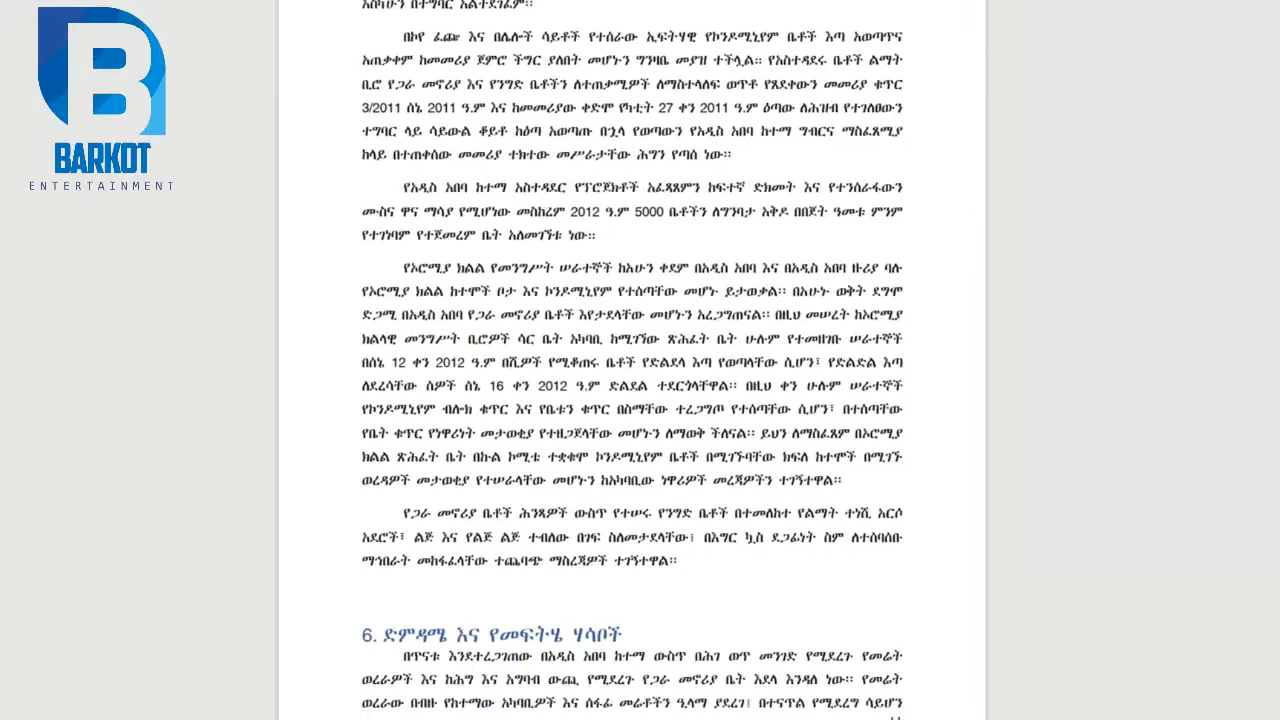 BARKOT
ENTERTAINMENT
እስካሁን በተግባር አልተደገፈም፡፡
በኮየ ፈጬ እና በሌሎች ሳይቶች የተሰራው ኢፍትሃዊ የኮንዶሚኒየም ቤቶች እጣ አወጣጥና
አጠቃቀም ከመመሪያ ጀምሮ ችግር ያለበት መሆኑን ግንዛቤ መያዝ ተችሏል። የአስተዳደሩ ቤቶች ልማት
ቢሮ የጋራ መኖሪያ እና የንግድ ቤቶችን ለተጠቃሚዎች ለማስተላለፍ ወጥቶ የጸደቀውን መመሪያ ቁጥር
3/2011 ሰኔ 2011 ዓ.ም እና ከመመሪያው ቀድሞ የካቲት 27 ቀን 2011 ዓ.ም ዕጣው ለሕዝብ የተገለፀውን
ተግባር ላይ ሳይውል ቆይቶ ከዕጣ አወጣጡ በኋላ የወጣውን የአዲስ አበባ ከተማ ግብርና ማስፈጸሚያ
ከላይ በተጠቀሰው መመሪያ ተክተው መሥራታቸው ሕግን የጣሰ ነው፡፡
የአዲስ አበባ ከተማ አስተዳደር የፕሮጀክቶች አፈጻጸምን ከፍተኛ ድክመት እና የተንሰራፋውን
ሙስና ዋና ማሳያ የሚሆነው መስከረም 2012 ዓ.ም 5000 ቤቶችን ለግንባታ አቅዶ በበጀት ዓመቱ ምንም
የተገነባም የተጀመረም ቤት አለመኘቱ ነው፡፡
የኦሮሚያ ክልል የመንግሥት ሠራተኞች ከአሁን ቀደም በአዲስ አበባ እና በአዲስ አበባ ዙሪያ ባሉ
የኦሮሚያ ክልል ከተሞች ቦታ እና ኮንዶሚኒየም የተሰጣቸው መሆኑ ይታወቃል፡፡ በአሁኑ ወቅት ደግሞ
ድጋሚ በአዲስ አበባ የጋራ መኖሪያ ቤቶች እየታደላቸው መሆኑን አረጋግጠናል፡፡ በዚህ መሠረት ከኦሮሚያ
ክልላዊ መንግሥት ቢሮዎች ሳር ቤት አካባቢ ከሚገኘው ጽሕፈት ቤት ሁሉም የተመዘገቡ ሠራተኞች
በሰኔ 12 ቀን 2012 ዓ.ም በሺዎች የሚቆጠሩ ቤቶች የድልደላ እጣ የወጣላቸው ሲሆን፣ የድልድል እጣ
ለደረሳቸው ሰዎች ሰኔ 16 ቀን 2012 ዓ.ም ድልደል ተደርጎላቸዋል፡፡ በዚህ ቀን ሁሉም ሠራተኞች
የኮንዶሚኒየም ብሎክ ቁጥር እና የቤቱን ቁጥር በስማቸው ተረጋግጦ የተሰጣቸው ሲሆን፣ በተሰጣቸው
የቤት ቁጥር የነዋሪነት መታወቂያ የተዚጋጀላቸው መሆኑን ለማወቅ ችለናል፡፡ ይህን ለማስፈጸም በኦሮሚያ
ክልል ጽሕፈት ቤት በኩል ኮሚቴ ተቋቁሞ ኮንዶሚኒየም ቤቶች በሚገኙባቸው ክፍለ ከተሞች በሚገኙ
ወረዳዎች መታወቂያ የተሠራላቸው መሆኑን ከአካባቢው ነዋሪዎች መረጃዎችን ተገኝተዋል፡፡
የጋራ መኖሪያ ቤቶች ሕንጻዎች ውስጥ የተሠሩ የንግድ ቤቶች በተመለከተ የልማት ተነሺ አርሶ
አደሮች፣ ልጅ እና የልጅ ልጅ ተብለው በገፍ ስለመታደላቸው፤ በእግር ኳስ ደጋፊነት ስም ለተሰባሰቡ
ማኅበራት መከፋፈላቸው ተጨባጭ ማስረጃዎች ተገኝተዋል፡፡
6. ድምዳሜ እና የመፍትሄ ሃሳቦች
በጥናቱ እንደተረጋገጠው በአዲስ አበባ ከተማ ውስጥ በሕገ ወጥ መንገድ የሚደረጉ የመሬት
ወረራዎች እና ከሕግ እና አግባብ ውጪ የሚደረጉ የጋራ መኖሪያ ቤት እደላ እንዳለ ነው፡፡ የመሬት
ወረራው በብዙ የከተማው አካባቢዎች እና ሰፋፊ መሬቶችን ዒላማ ያደረገ፤ በተናጥል የሚደረግ ሳይሆን